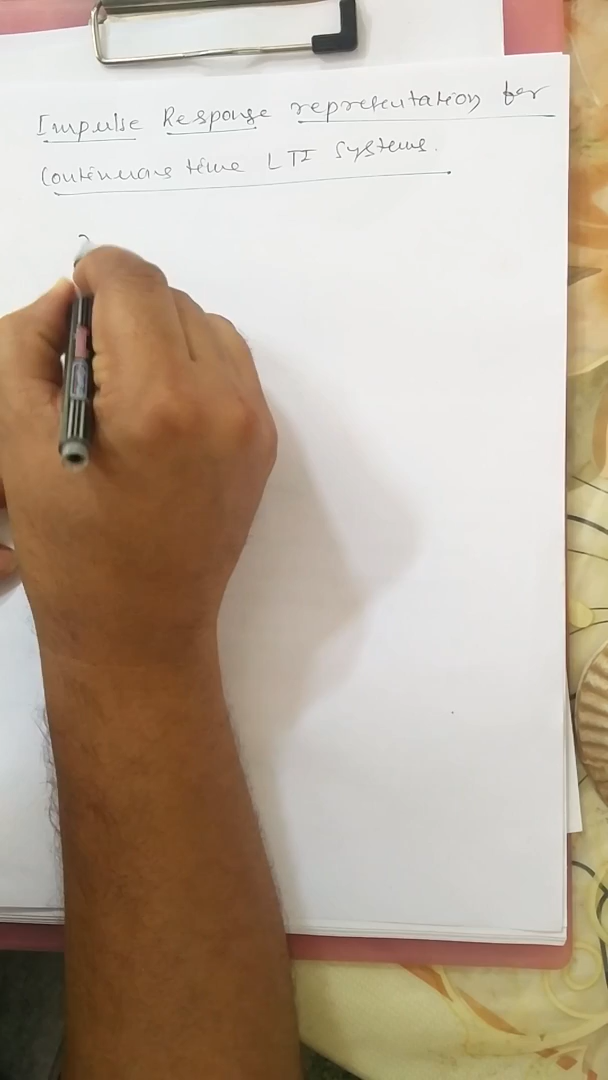 Impulse Response representation for
Continuous time LTI Systems.